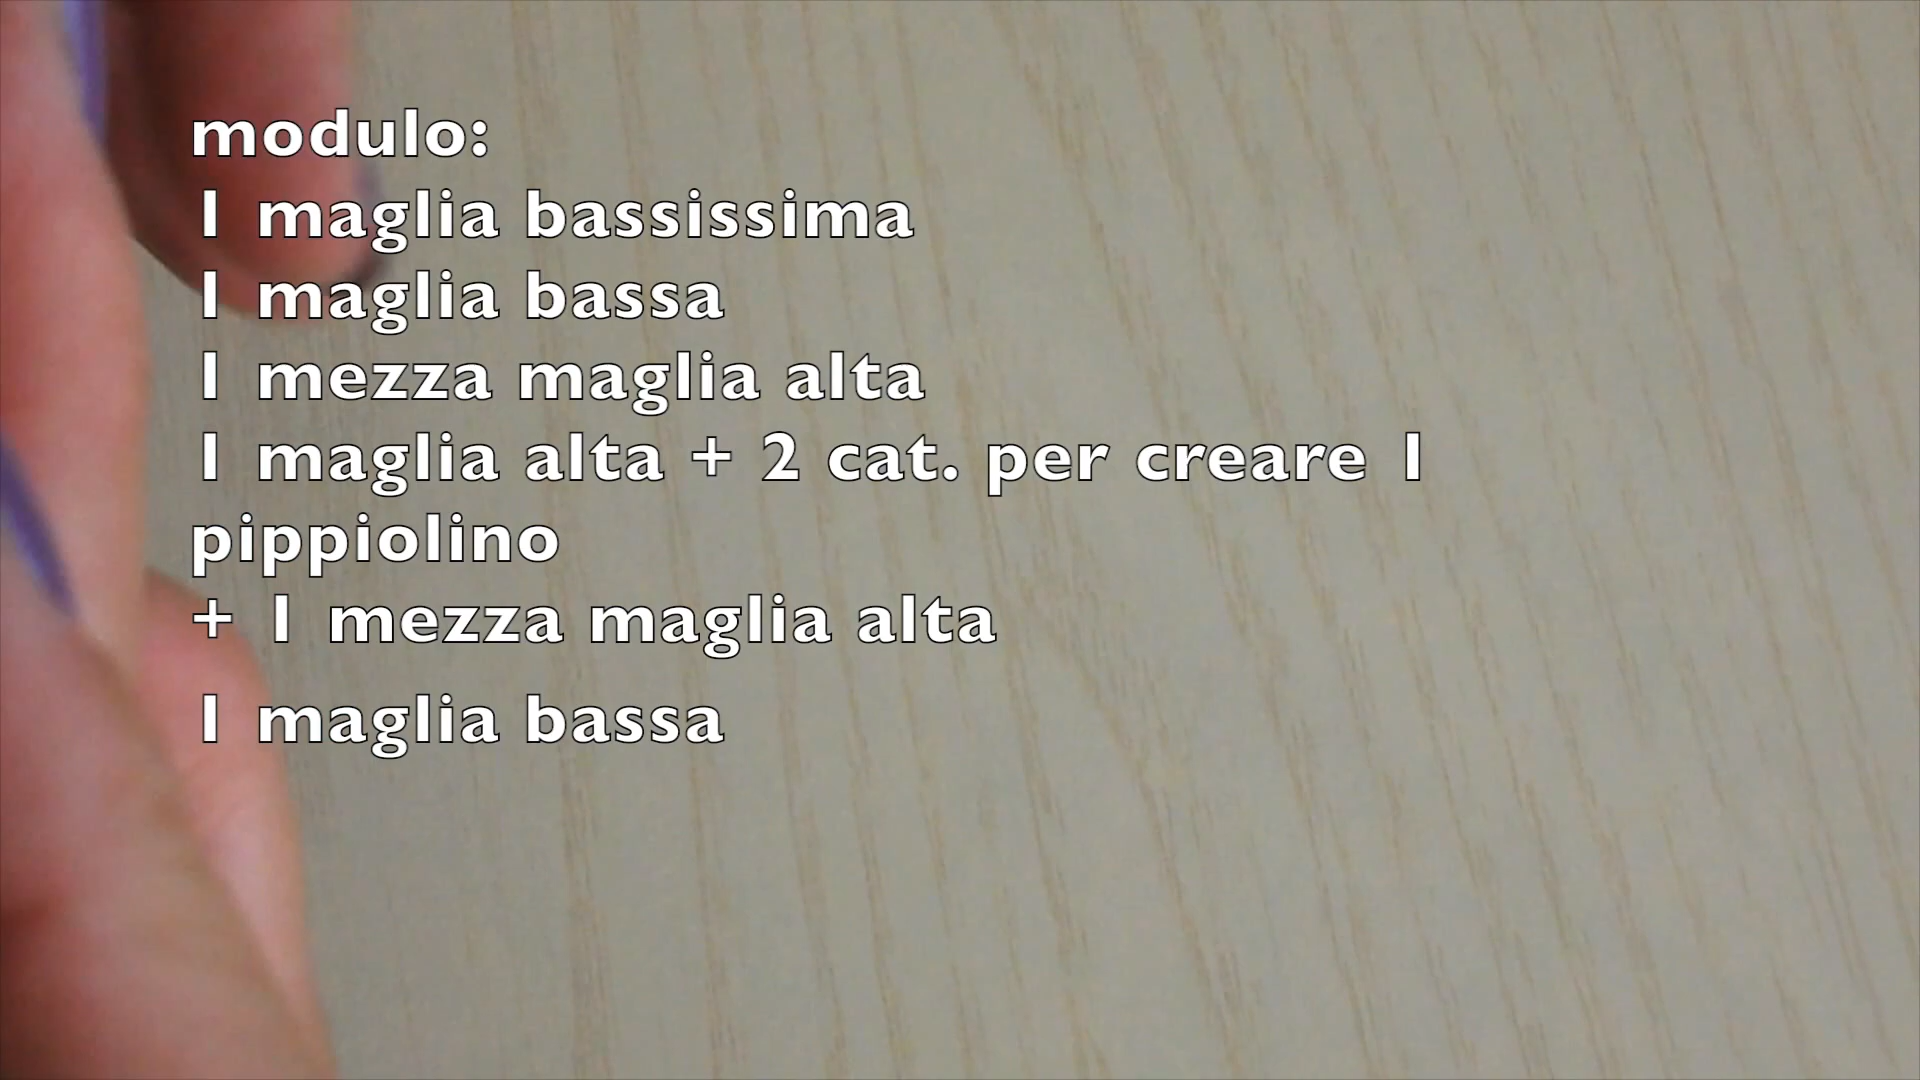 modulo:
1 maglia bassissima
1 maglia bassa
1 mezza maglia alta
1 maglia alta + 2 cat. per creare 1
pippiolino
+ 1 mezza maglia alta
1 maglia bassa